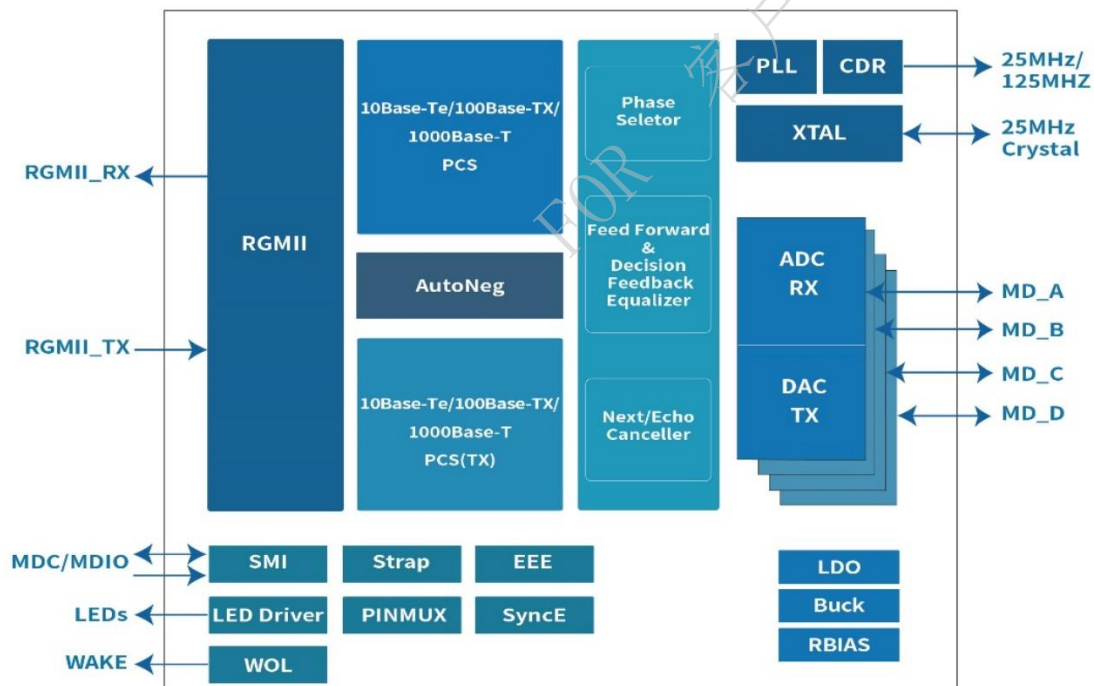 RGMII_RX
RGMII_TX
RGMII
10Base-Te/100Base-TX/
1000Base-T
PCS
AutoNeg
10Base-Te/100Base-TX/
1000Base-T
PCS(TX)
Phase
Seletor
Feed Forward
&
Decision
Feedback
Equalizer
Next/Echo
Canceller
PLL
CDR
XTAL
25MHz/
125MHZ
25MHz
Crystal
ADC
RX
DAC
TX
MD_A
MD_B
MD_C
MD_D
MDC/MDIO
LEDs
WAKE
SMI
Strap
EEE
LED Driver
PINMUX
SyncE
WOL
LDO
Buck
RBIAS
FOR 客户